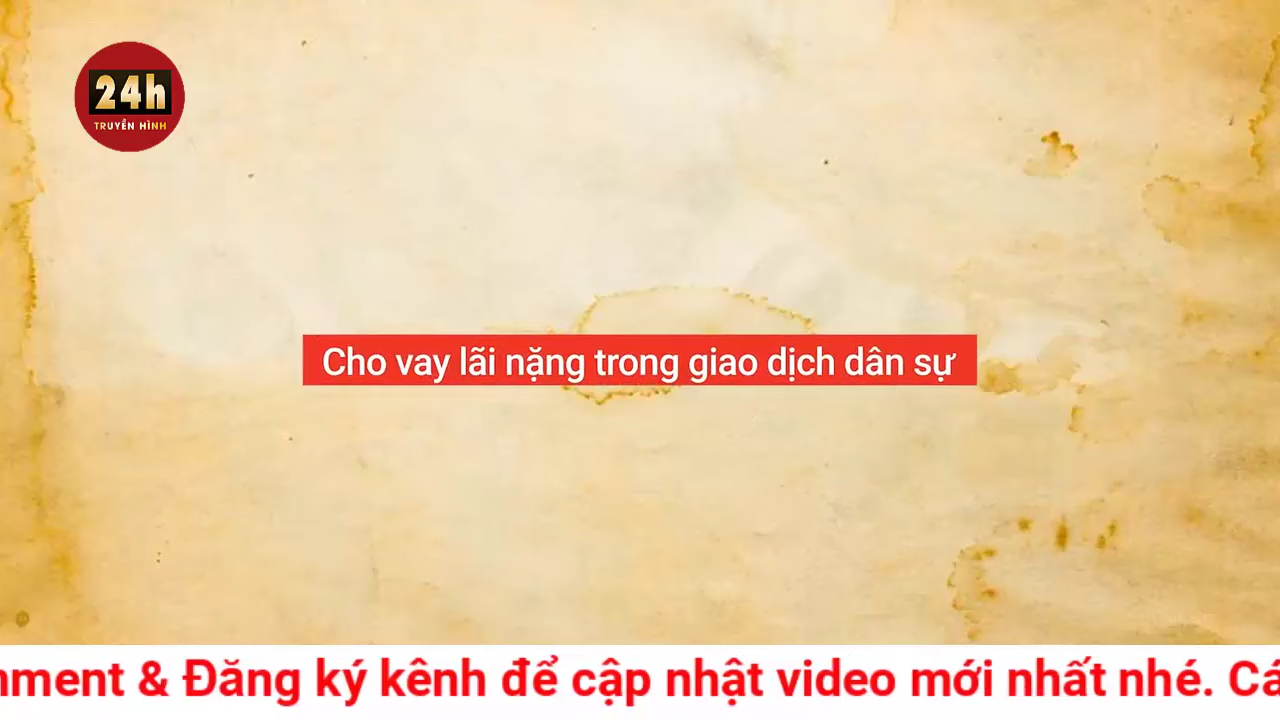 24h
TRUYỀN HÌNH
Cho vay lãi nặng trong giao dịch dân sự
& Đăng ký kênh để cập nhật video mới nhất nhé.